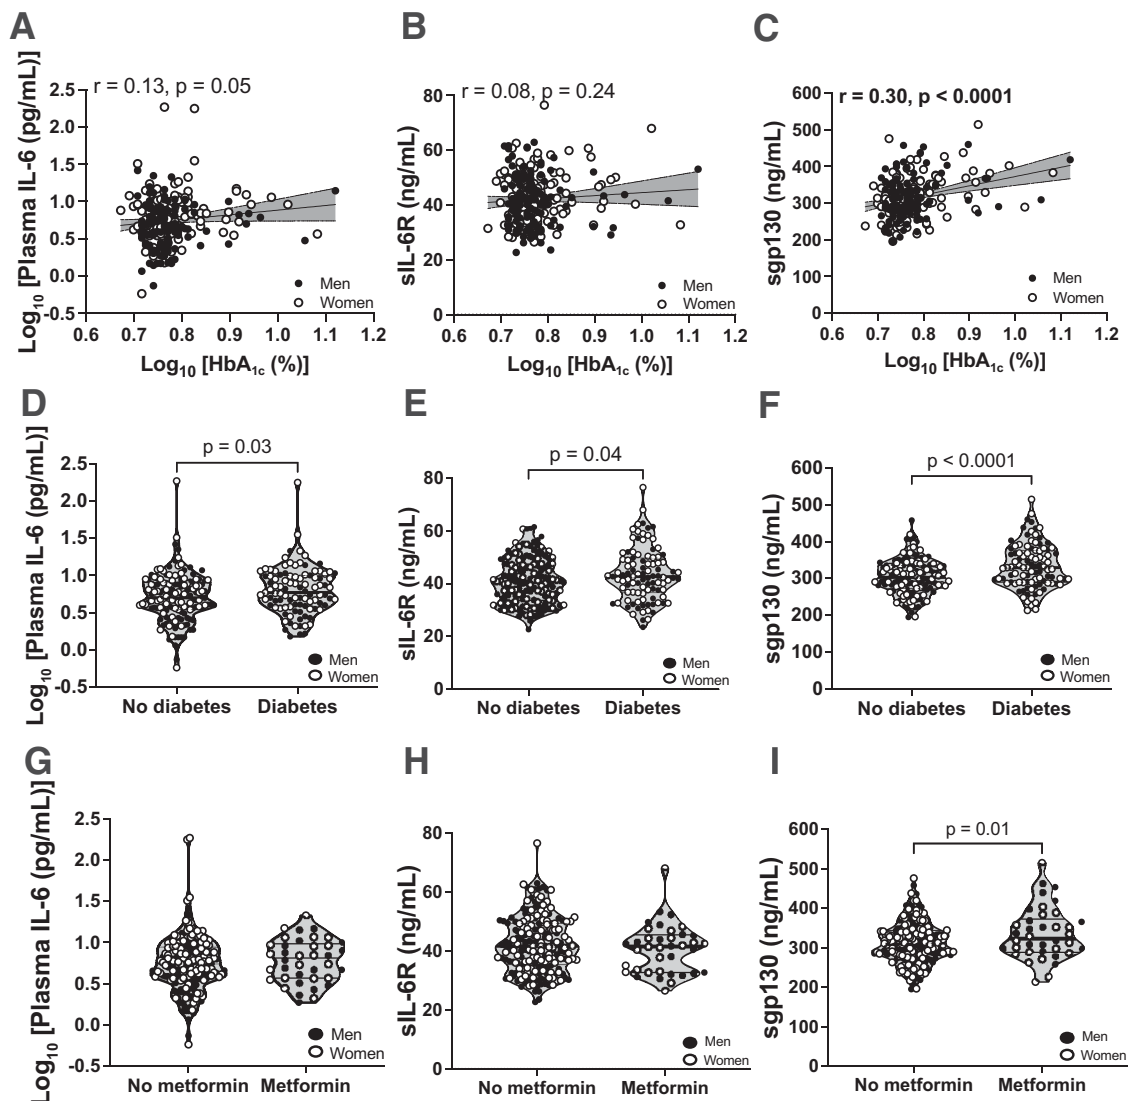 A
B
C
r = 0.13, p = 0.05
r = 0.08, p = 0.24
r = 0.30, p < 0.0001
Log10 [Plasma IL-6 (pg/mL)]
2.5
2.0
1.5
1.0
0.5
0.0
-0.5
0.6 0.7 0.8 0.9 1.0 1.1 1.2
Log10 [HbA1c (%)]
Men
Women
sIL-6R (ng/mL)
80
60
40
20
0
0.6 0.7 0.8 0.9 1.0 1.1 1.2
Log10 [HbA1c (%)]
Men
Women
sgp130 (ng/mL)
600
500
400
300
200
100
0
0.6 0.7 0.8 0.9 1.0 1.1 1.2
Log10 [HbA1c (%)]
Men
Women
D
E
F
p = 0.03
p = 0.04
p < 0.0001
Log10 [Plasma IL-6 (pg/mL)]
2.5
2.0
1.5
1.0
0.5
0.0
-0.5
No diabetes Diabetes
Men
Women
sIL-6R (ng/mL)
80
60
40
20
0
No diabetes Diabetes
Men
Women
sgp130 (ng/mL)
600
500
400
300
200
100
0
No diabetes Diabetes
Men
Women
G
H
I
p = 0.01
Log10 [Plasma IL-6 (pg/mL)]
2.5
2.0
1.5
1.0
0.5
0.0
-0.5
No metformin Metformin
Men
Women
sIL-6R (ng/mL)
80
60
40
20
0
No metformin Metformin
Men
Women
sgp130 (ng/mL)
600
500
400
300
200
100
0
No metformin Metformin
Men
Women